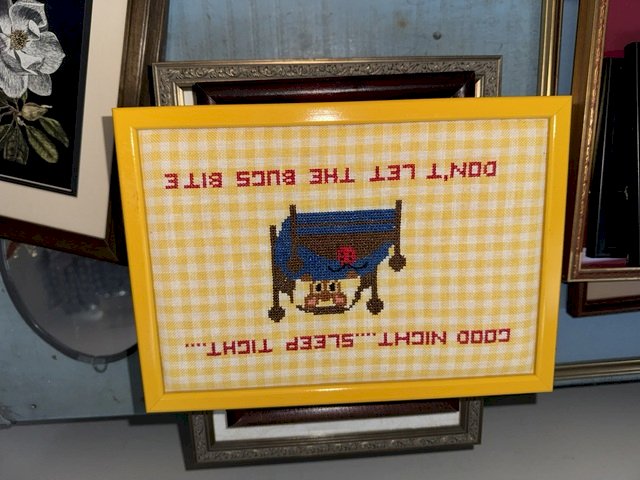 GOOD NIGHT....SLEEP TIGHT....
DON'T LET THE BUGS BITE